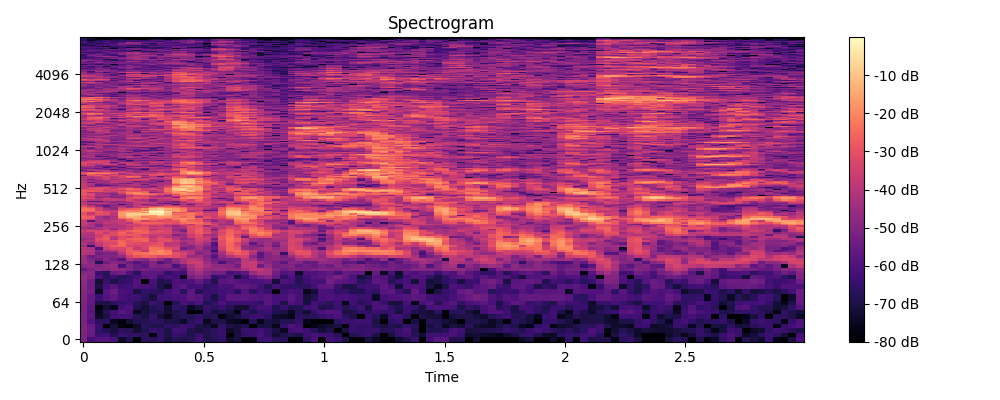 Spectrogram
Hz
4096
2048
1024
512
256
128
64
0
0
0.5
1
1.5
2
2.5
Time
-10 dB
-20 dB
-30 dB
-40 dB
-50 dB
-60 dB
-70 dB
-80 dB